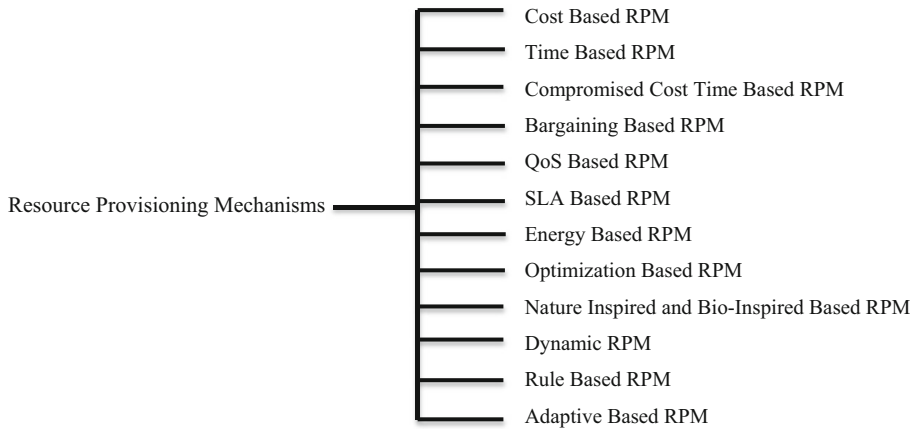 Cost Based RPM
Time Based RPM
Compromised Cost Time Based RPM
Bargaining Based RPM
QoS Based RPM
Resource Provisioning Mechanisms
SLA Based RPM
Energy Based RPM
Optimization Based RPM
Nature Inspired and Bio-Inspired Based RPM
Dynamic RPM
Rule Based RPM
Adaptive Based RPM